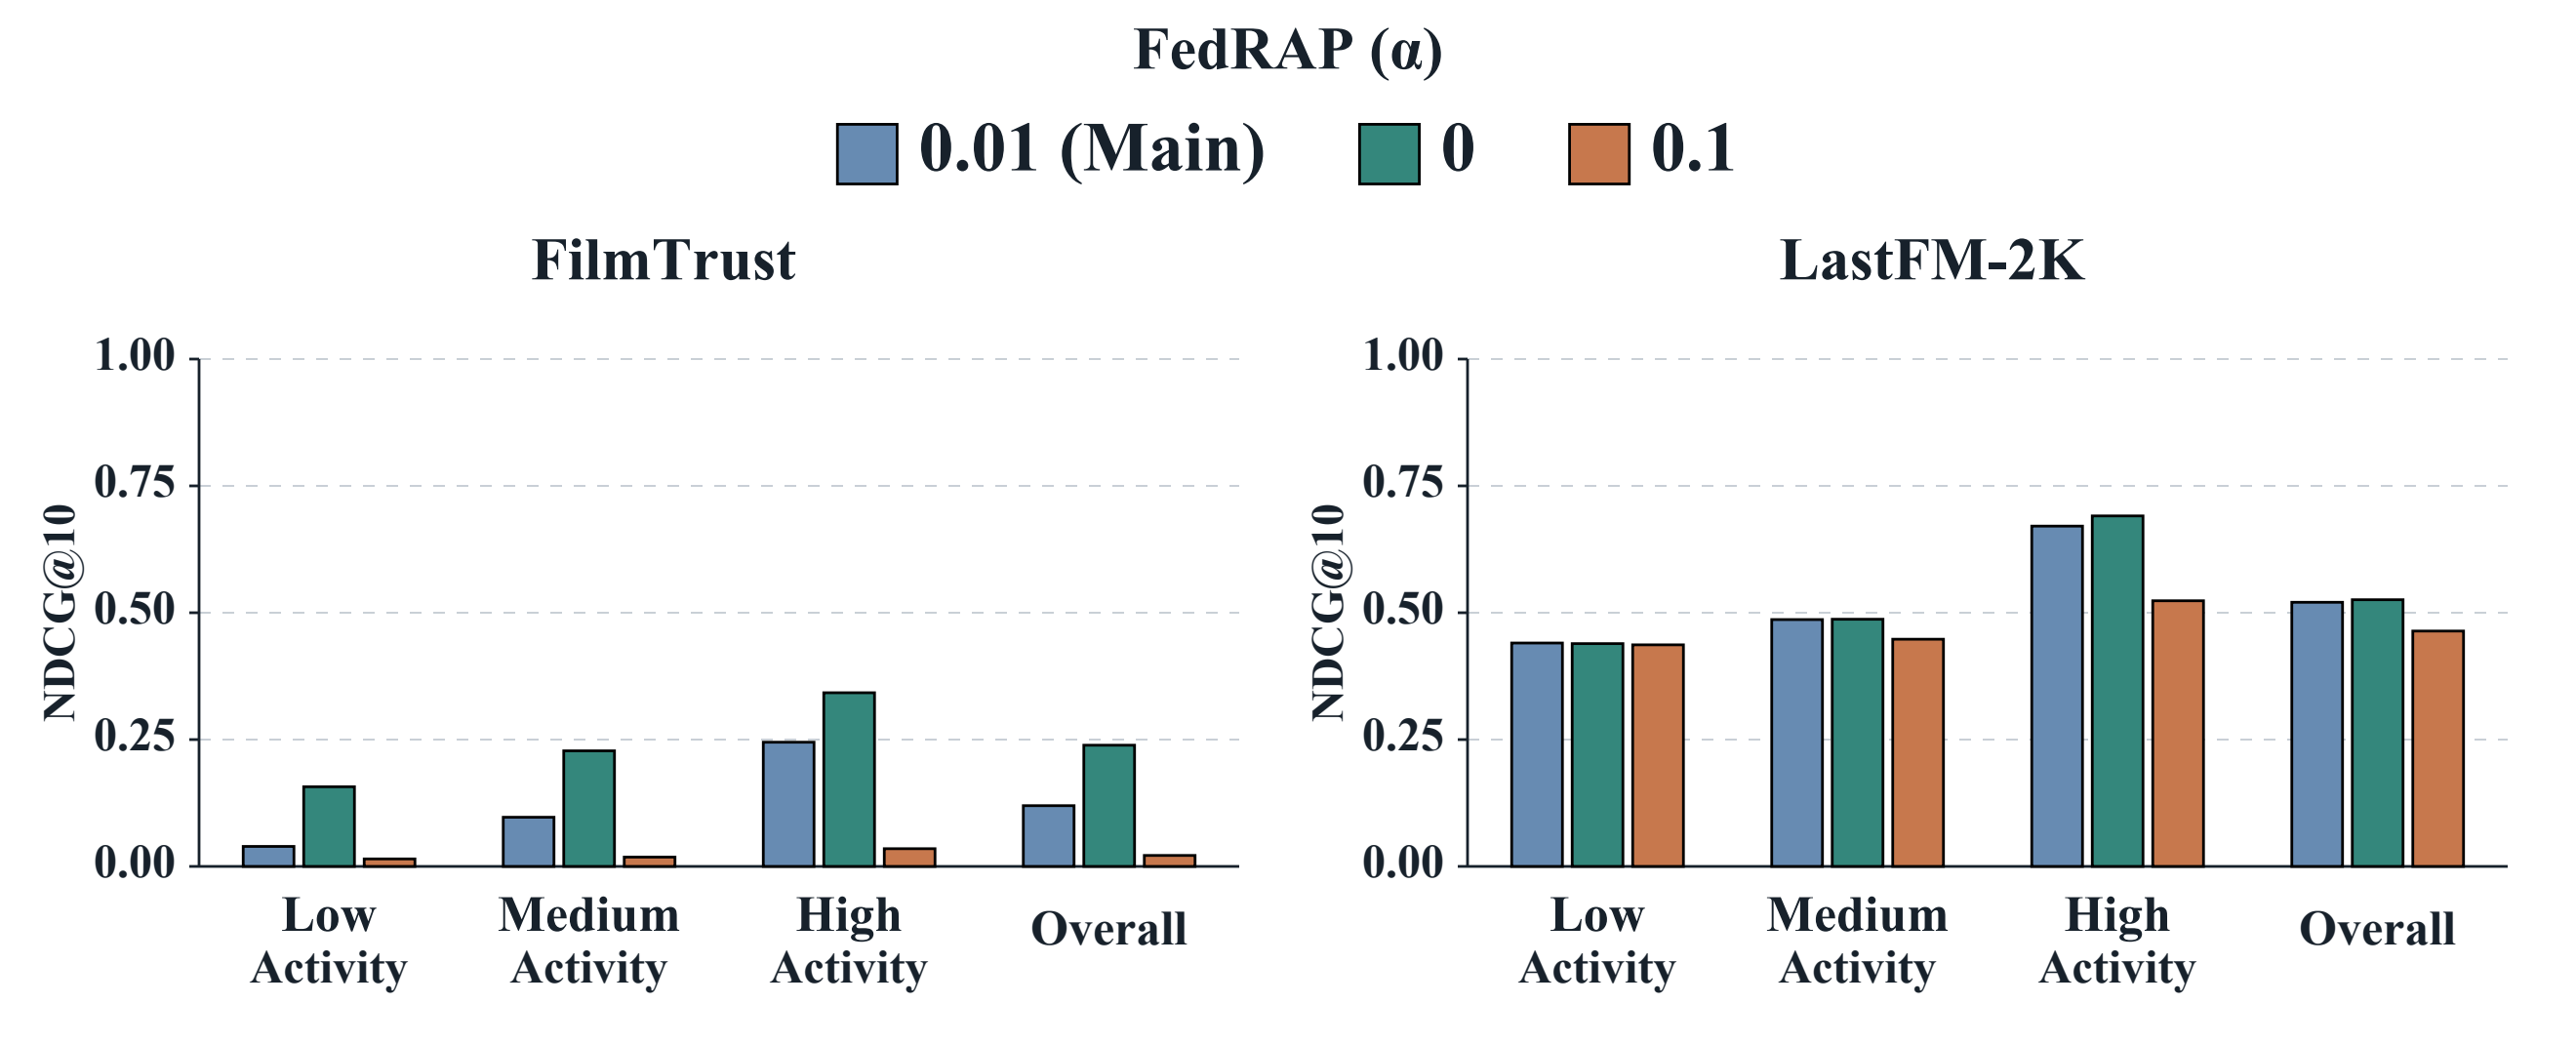 FedRAP (α)
0.01 (Main) 0 0.1
FilmTrust
NDCG@10
1.00
0.75
0.50
0.25
0.00
Low Activity
Medium Activity
High Activity
Overall
LastFM-2K
NDCG@10
1.00
0.75
0.50
0.25
0.00
Low Activity
Medium Activity
High Activity
Overall